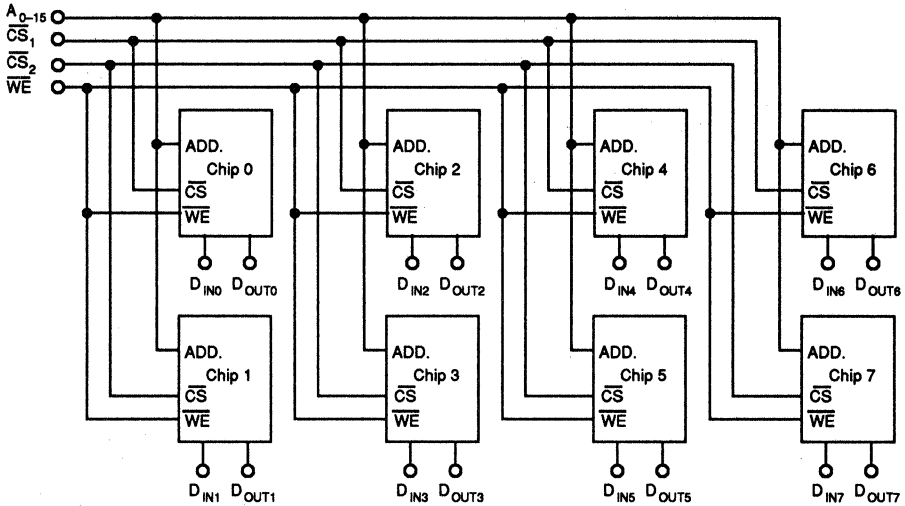 A0–15
CS1
CS2
WE
ADD.
Chip 0
CS
WE
DIN0 DOUT0
ADD.
Chip 2
CS
WE
DIN2 DOUT2
ADD.
Chip 4
CS
WE
DIN4 DOUT4
ADD.
Chip 6
CS
WE
DIN6 DOUT6
ADD.
Chip 1
CS
WE
DIN1 DOUT1
ADD.
Chip 3
CS
WE
DIN3 DOUT3
ADD.
Chip 5
CS
WE
DIN5 DOUT5
ADD.
Chip 7
CS
WE
DIN7 DOUT7